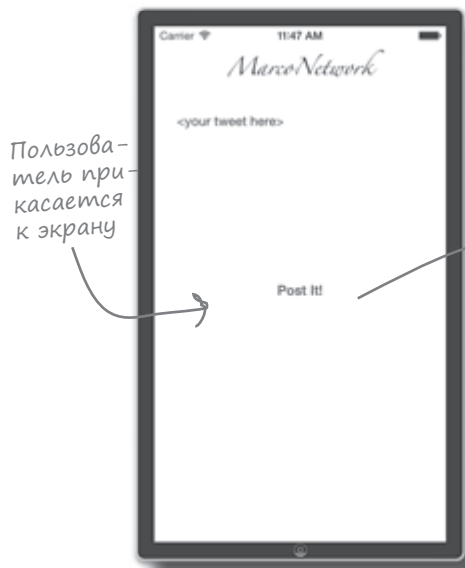 Carrier 11:47 AM
MarcoNetwork
<your tweet here>
Пользова-
тель при-
касается
к экрану
Post It!